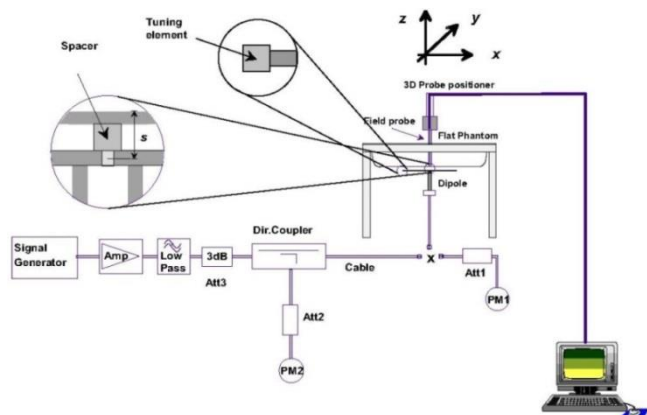 Tuning
element
Spacer
s
z
y
x
3D Probe positioner
Field probe
Flat Phantom
Dipole
Signal
Generator
Amp
Low
Pass
3dB
Att3
Dir.Coupler
Cable
x
Att1
PM1
Att2
PM2